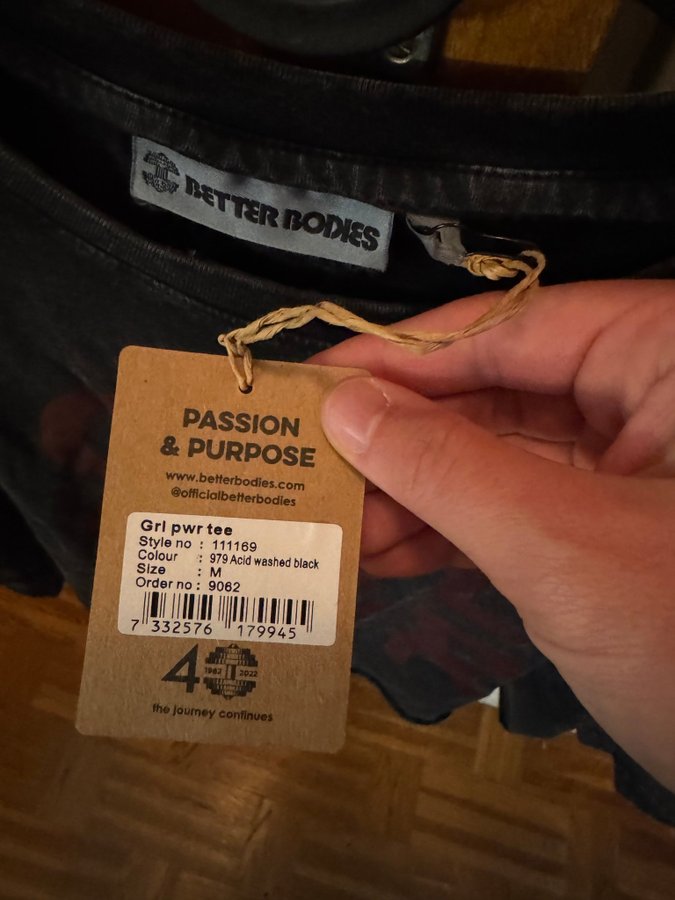 BETTER BODIES
PASSION
& PURPOSE
www.betterbodies.com
@officialbetterbodies
Grl pwr tee
Style no : 111169
Colour : 979 Acid washed black
Size : M
Order no : 9062
7 332576 179945
40
1982 2022
the journey continues